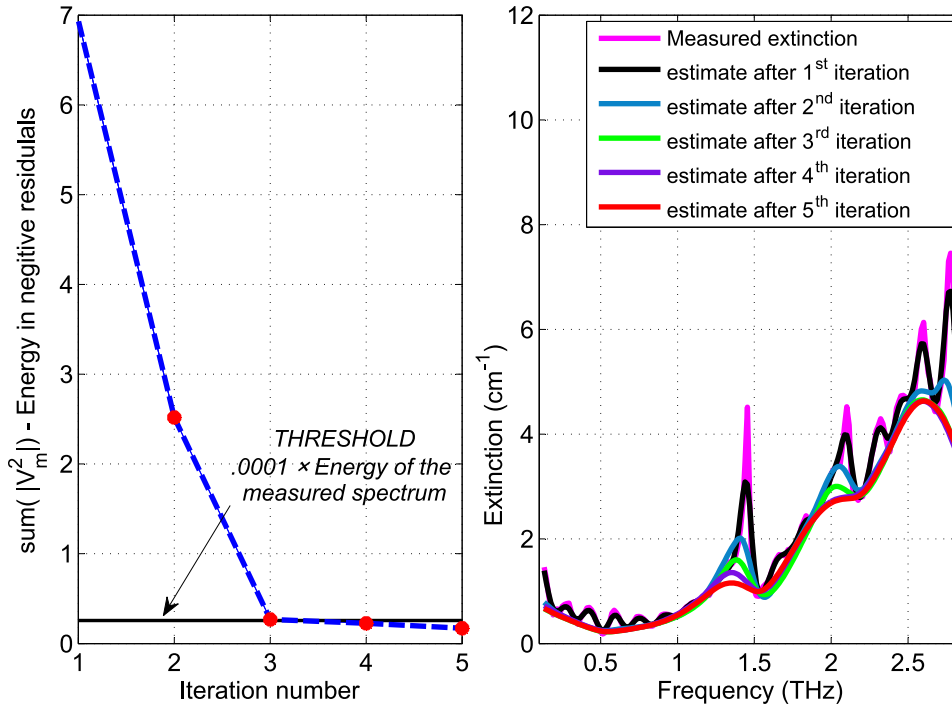 7
6
5
4
3
2
1
0
1 2 3 4 5
Iteration number
sum( |V²ₘ|) - Energy in negitive residulals
THRESHOLD
.0001 × Energy of the
measured spectrum
12
10
8
6
4
2
0
0.5 1 1.5 2 2.5
Frequency (THz)
Extinction (cm⁻¹)
Measured extinction
estimate after 1ˢᵗ iteration
estimate after 2ⁿᵈ iteration
estimate after 3ʳᵈ iteration
estimate after 4ᵗʰ iteration
estimate after 5ᵗʰ iteration